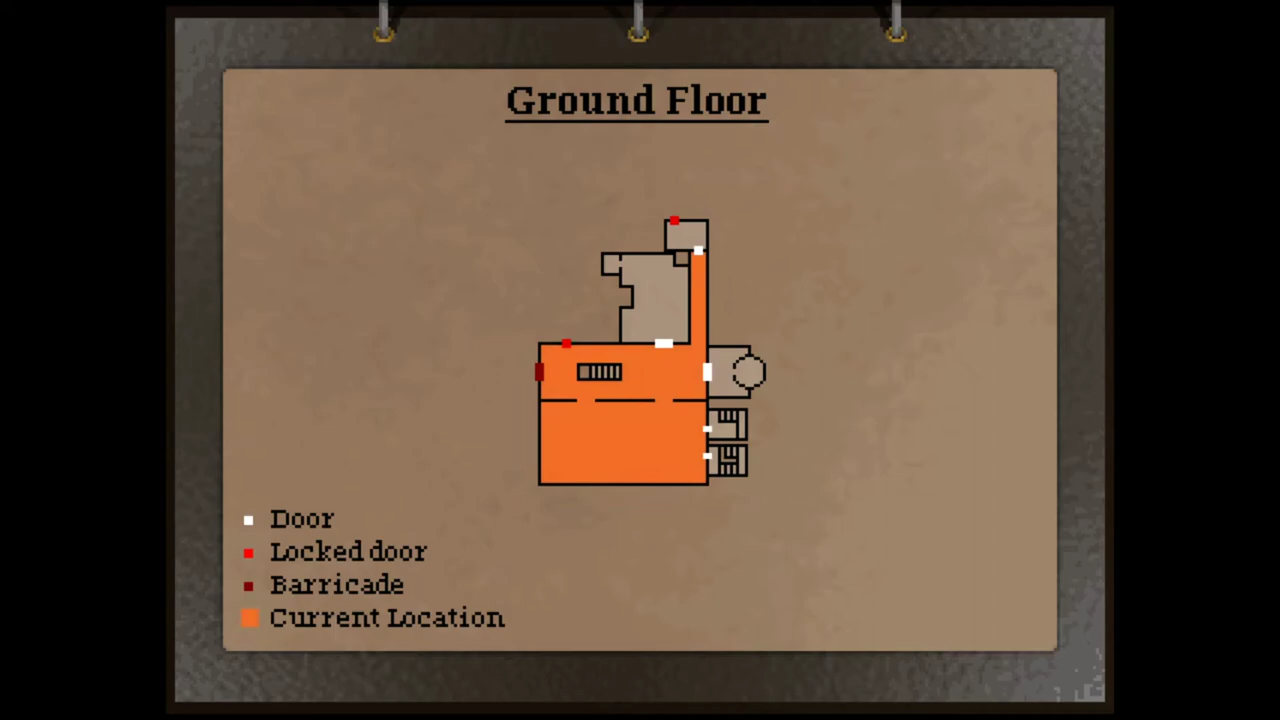 Ground Floor
Door
Locked door
Barricade
Current Location